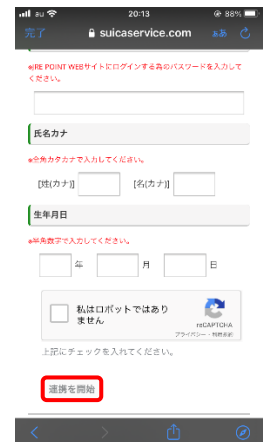 au 20:13 88%
完了 suicaservice.com ぁあ
※JRE POINT WEBサイトにログインする為のパスワードを入力して
ください。
氏名カナ
※全角カタカナで入力してください。
[姓(カナ)] [名(カナ)]
生年月日
※半角数字で入力してください。
年 月 日
私はロボットではあり
ません
reCAPTCHA
プライバシー - 利用規約
上記にチェックを入れてください。
連携を開始